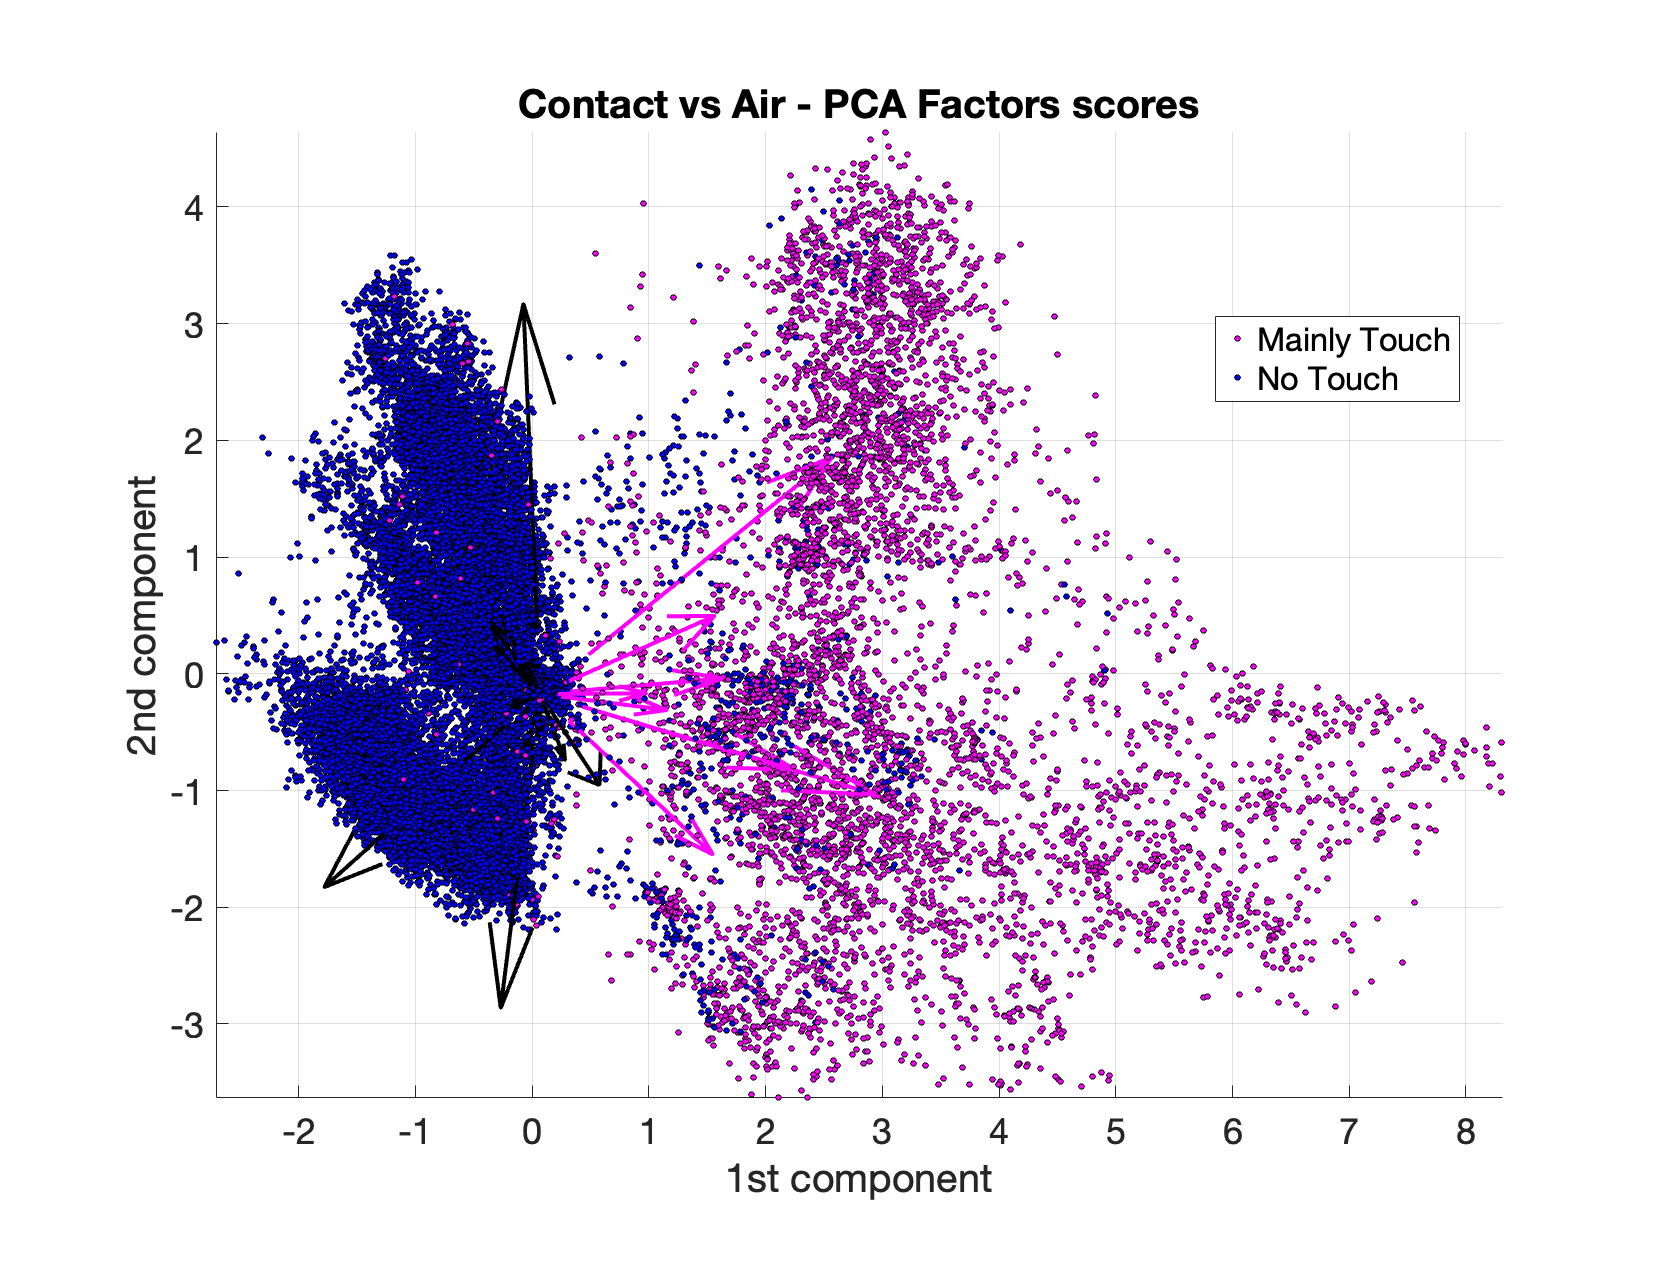 Contact vs Air - PCA Factors scores
4
3
2
1
0
-1
-2
-3
2nd component
Mainly Touch
No Touch
-2 -1 0 1 2 3 4 5 6 7 8
1st component